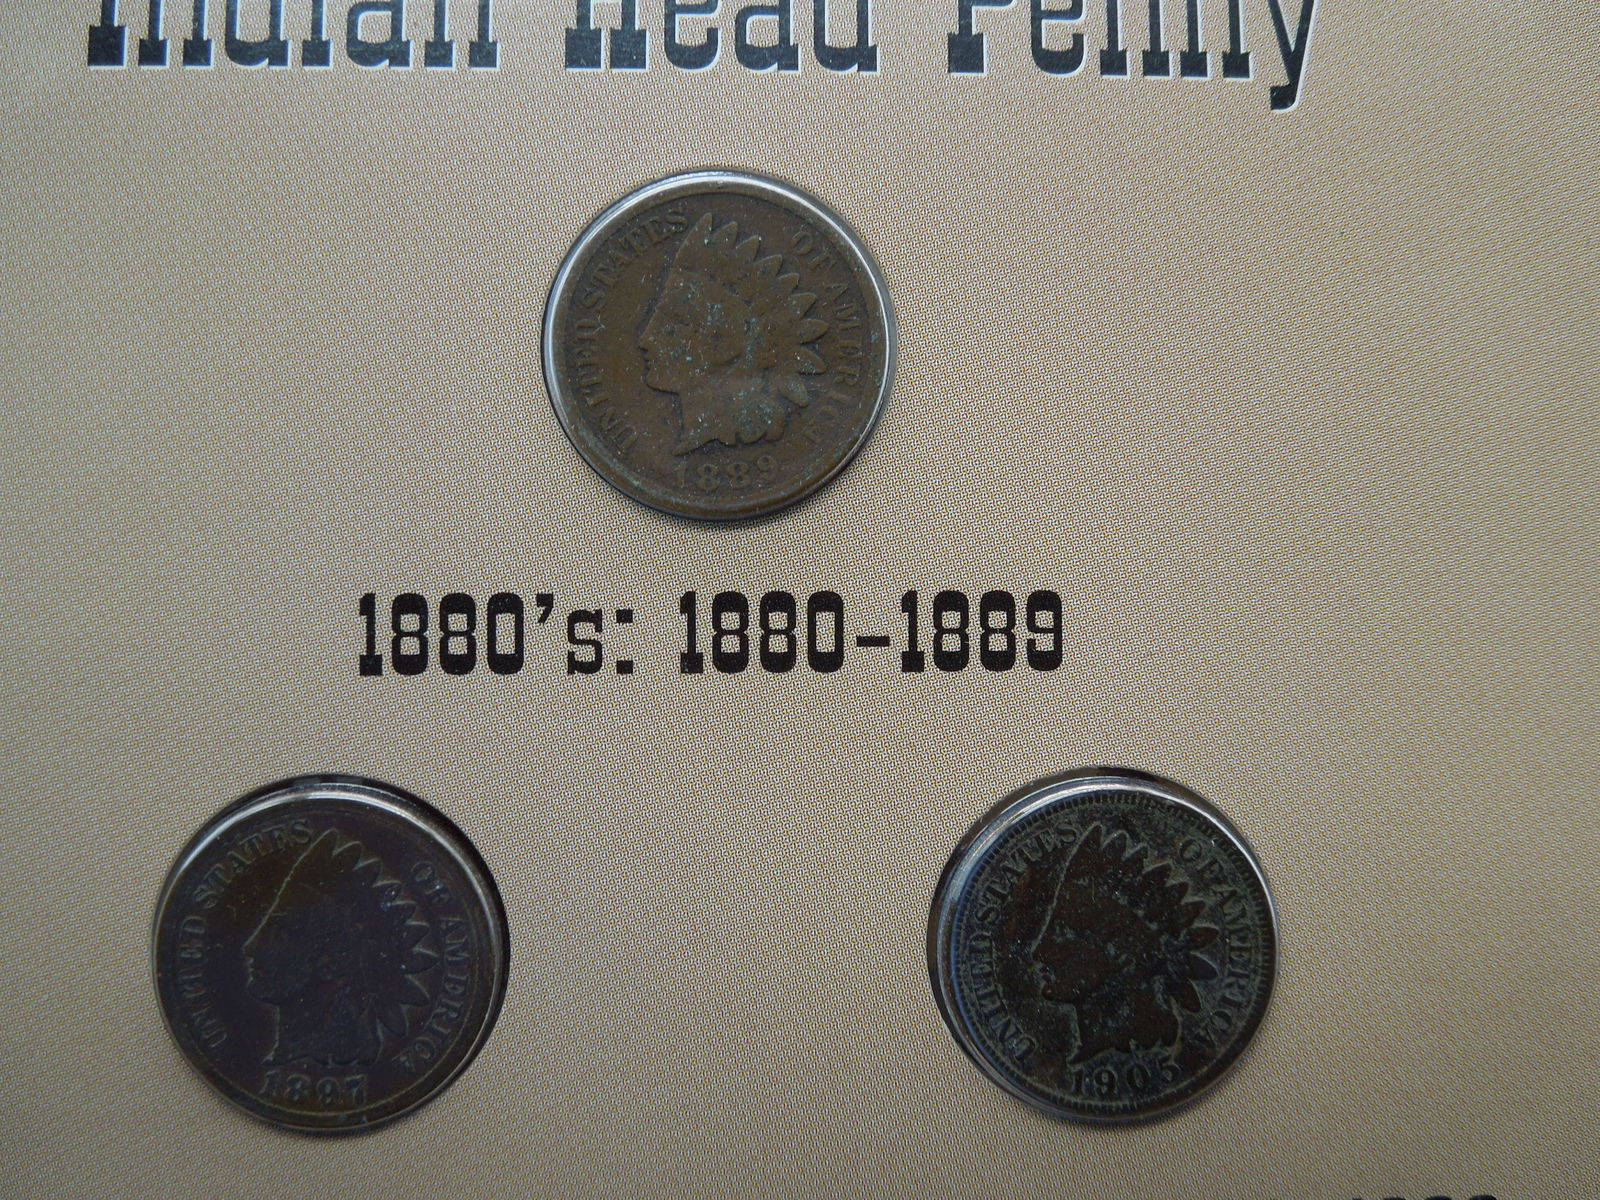 Indian Head Penny
UNITED STATES OF AMERICA
1889
1880's: 1880-1889
UNITED STATES OF AMERICA
1897
UNITED STATES OF AMERICA
1905